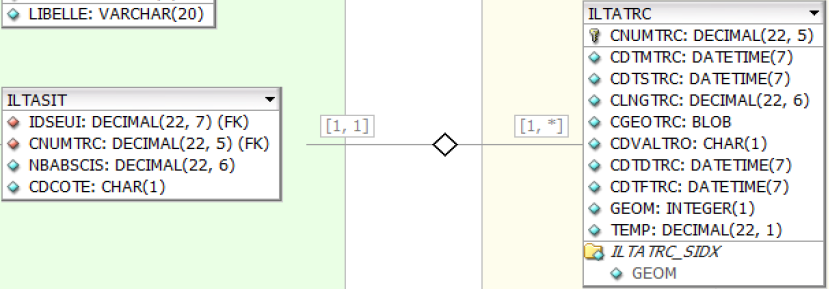 LIBELLE: VARCHAR(20)
ILTASIT
IDSEUI: DECIMAL(22, 7) (FK)
CNUMTRC: DECIMAL(22, 5) (FK)
NBABSCIS: DECIMAL(22, 6)
CDCOTE: CHAR(1)
[1, 1]
[1, *]
ILTATRC
CNUMTRC: DECIMAL(22, 5)
CDTMTRC: DATETIME(7)
CDTSTRC: DATETIME(7)
CLNGTRC: DECIMAL(22, 6)
CGEOTRC: BLOB
CDVALTRO: CHAR(1)
CDTDTRC: DATETIME(7)
CDTFTRC: DATETIME(7)
GEOM: INTEGER(1)
TEMP: DECIMAL(22, 1)
ILTATRC_SIDX
GEOM